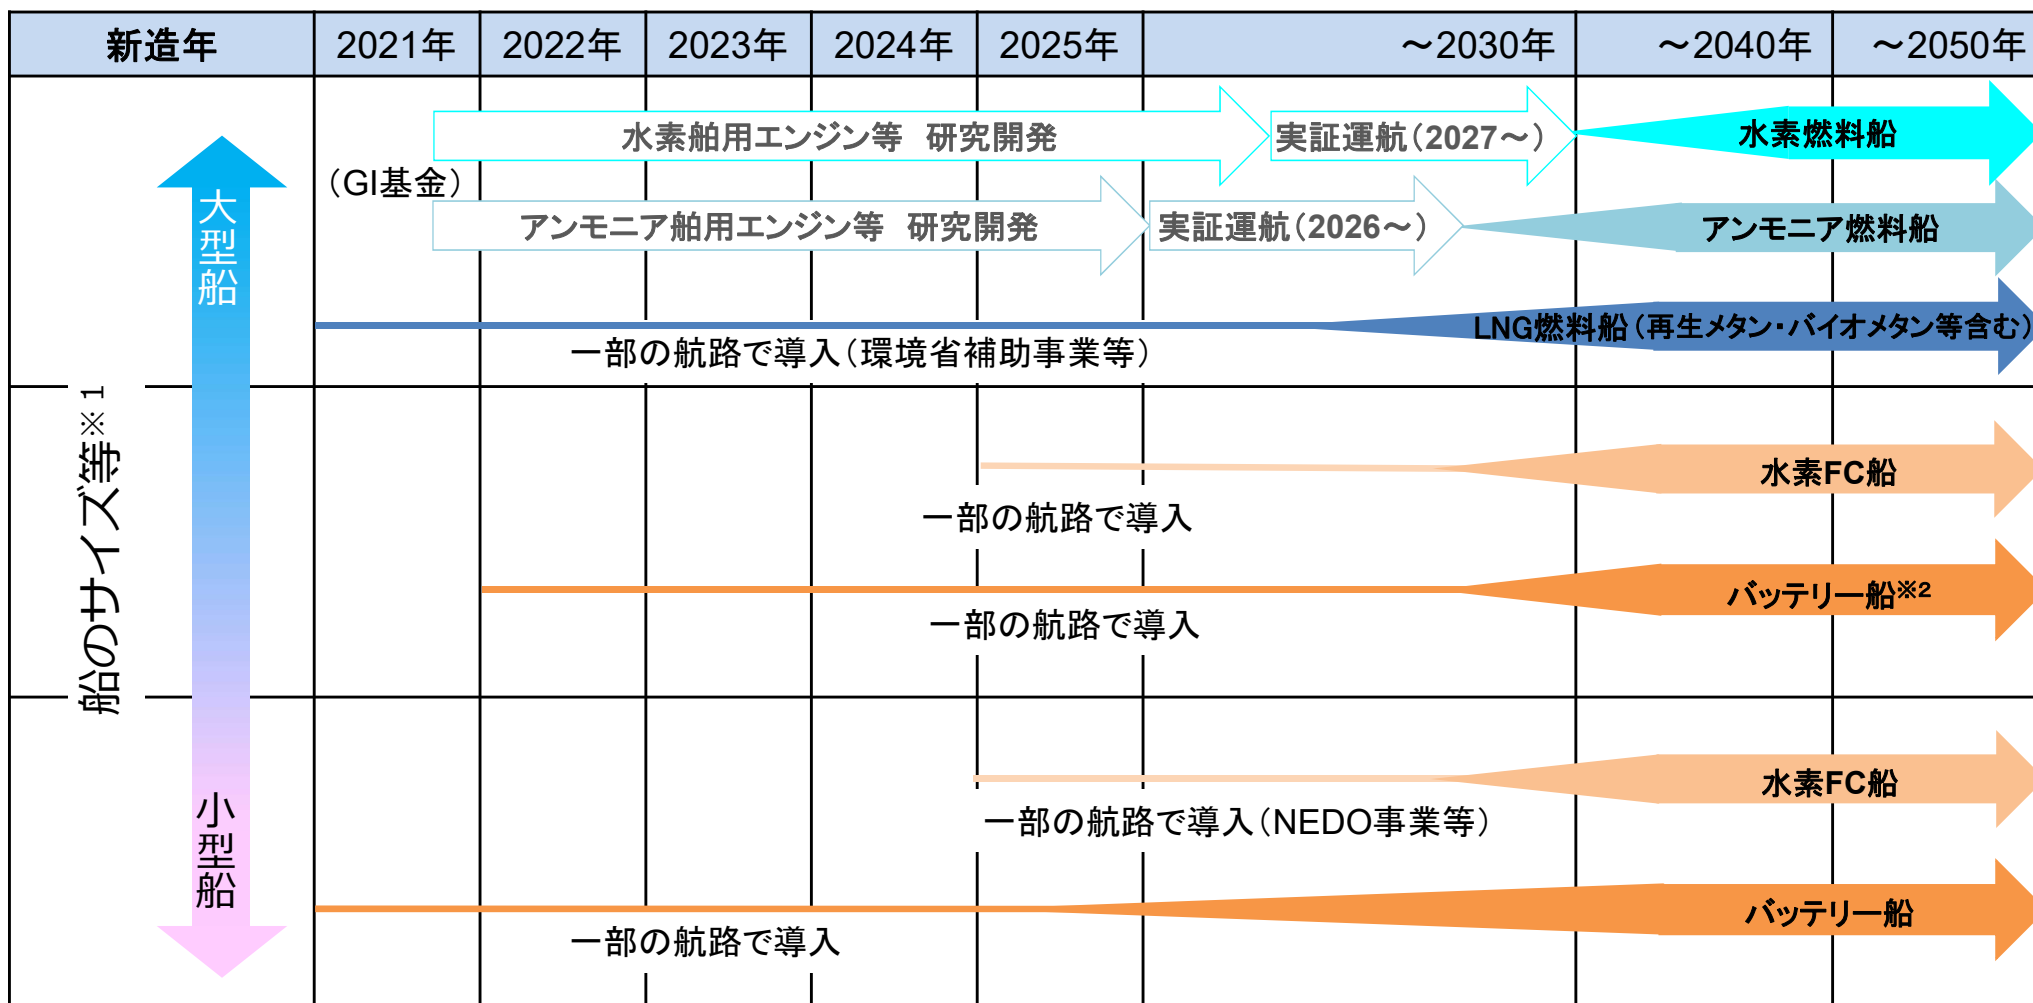 新造年 2021年 2022年 2023年 2024年 2025年 ～2030年 ～2040年 ～2050年
船のサイズ等※1
大型船
小型船
水素舶用エンジン等　研究開発 実証運航（2027～） 水素燃料船
（GI基金）
アンモニア舶用エンジン等　研究開発 実証運航（2026～） アンモニア燃料船
LNG燃料船（再生メタン・バイオメタン等含む）
一部の航路で導入（環境省補助事業等）
水素FC船
一部の航路で導入
バッテリー船※2
一部の航路で導入
水素FC船
一部の航路で導入（NEDO事業等）
バッテリー船
一部の航路で導入